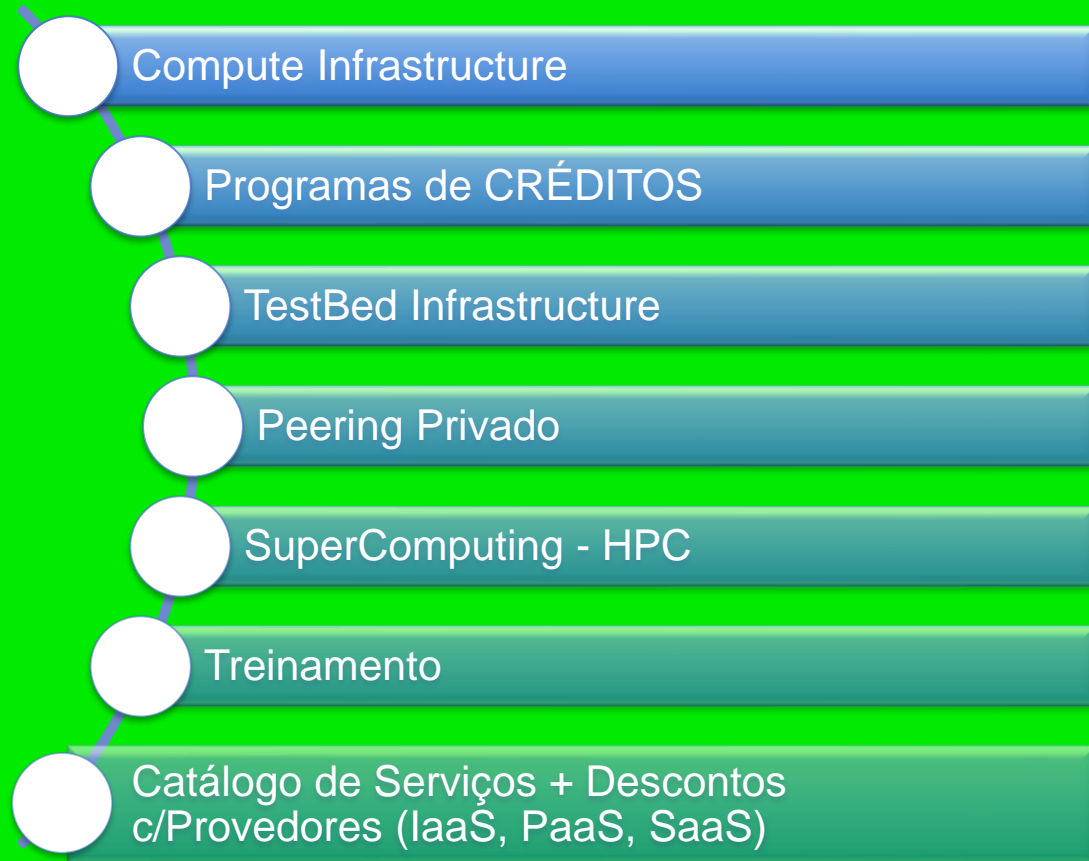 Compute Infrastructure
Programas de CRÉDITOS
TestBed Infrastructure
Peering Privado
SuperComputing - HPC
Treinamento
Catálogo de Serviços + Descontos
c/Provedores (IaaS, PaaS, SaaS)